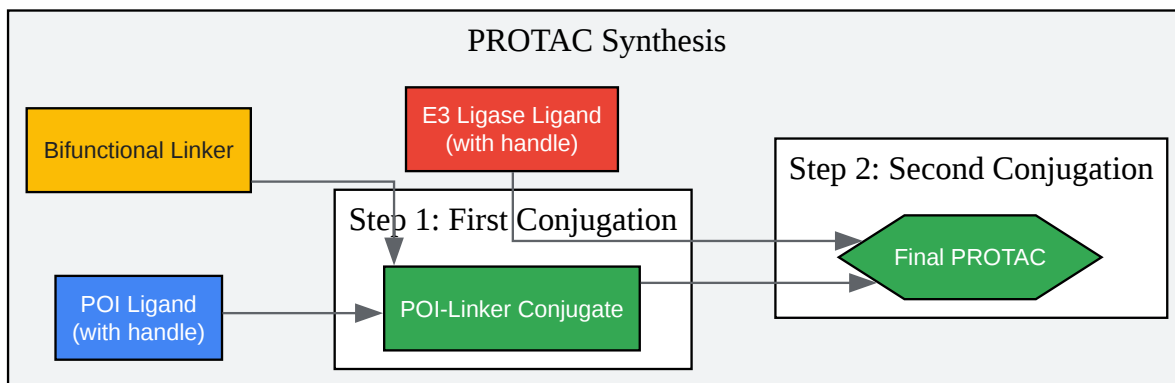 PROTAC Synthesis
Bifunctional Linker
E3 Ligase Ligand
(with handle)
Step 1: First Conjugation
Step 2: Second Conjugation
POI Ligand
(with handle)
POI-Linker Conjugate
Final PROTAC